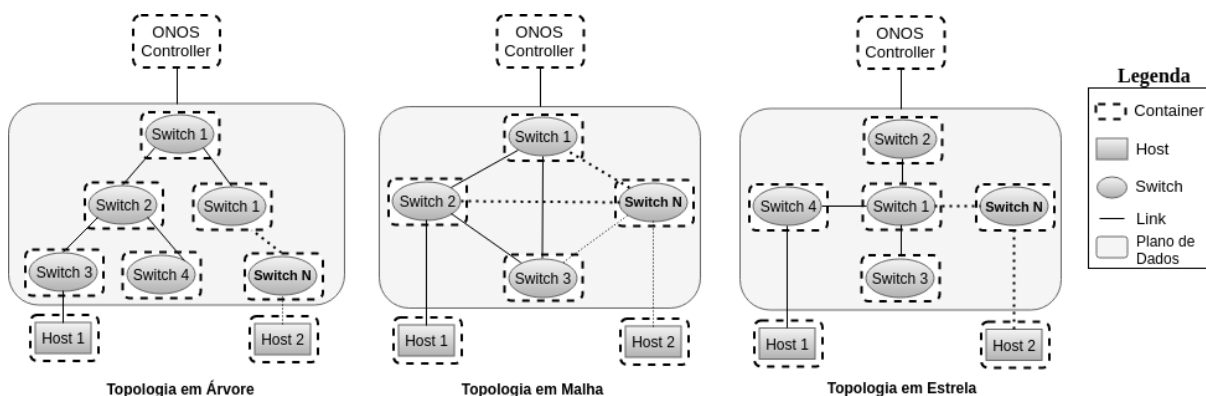 ONOS
Controller
Switch 1
Switch 2
Switch 1
Switch 3
Switch 4
Switch N
Host 1
Host 2
Topologia em Árvore
ONOS
Controller
Switch 1
Switch 2
Switch N
Switch 3
Host 1
Host 2
Topologia em Malha
ONOS
Controller
Switch 2
Switch 4
Switch 1
Switch N
Switch 3
Host 1
Host 2
Topologia em Estrela
Legenda
Container
Host
Switch
Link
Plano de
Dados